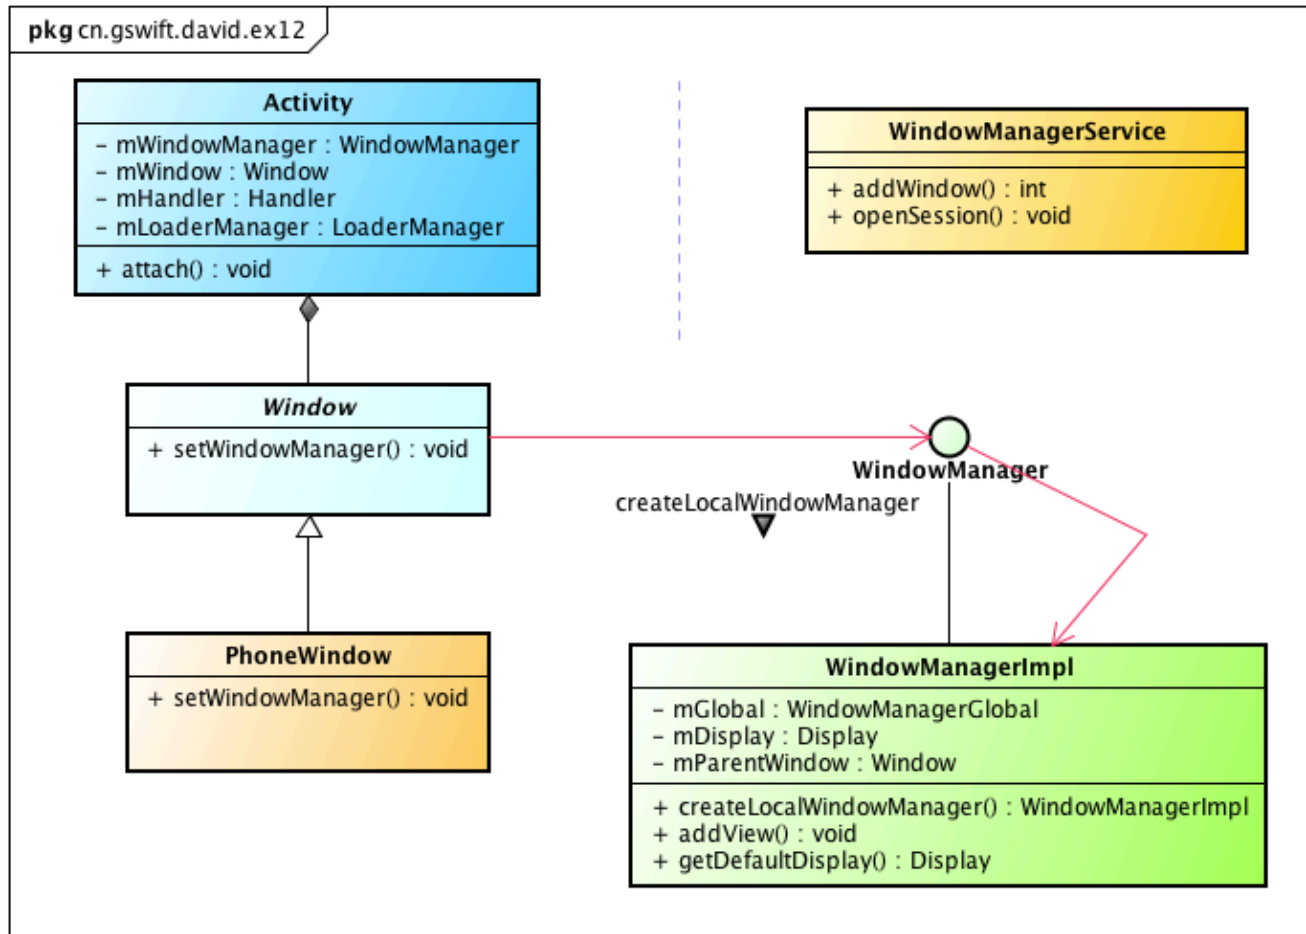 pkg cn.gswift.david.ex12
Activity
- mWindowManager : WindowManager
- mWindow : Window
- mHandler : Handler
- mLoaderManager : LoaderManager
+ attach() : void
WindowManagerService
+ addWindow() : int
+ openSession() : void
Window
+ setWindowManager() : void
WindowManager
createLocalWindowManager
PhoneWindow
+ setWindowManager() : void
WindowManagerImpl
- mGlobal : WindowManagerGlobal
- mDisplay : Display
- mParentWindow : Window
+ createLocalWindowManager() : WindowManagerImpl
+ addView() : void
+ getDefaultDisplay() : Display